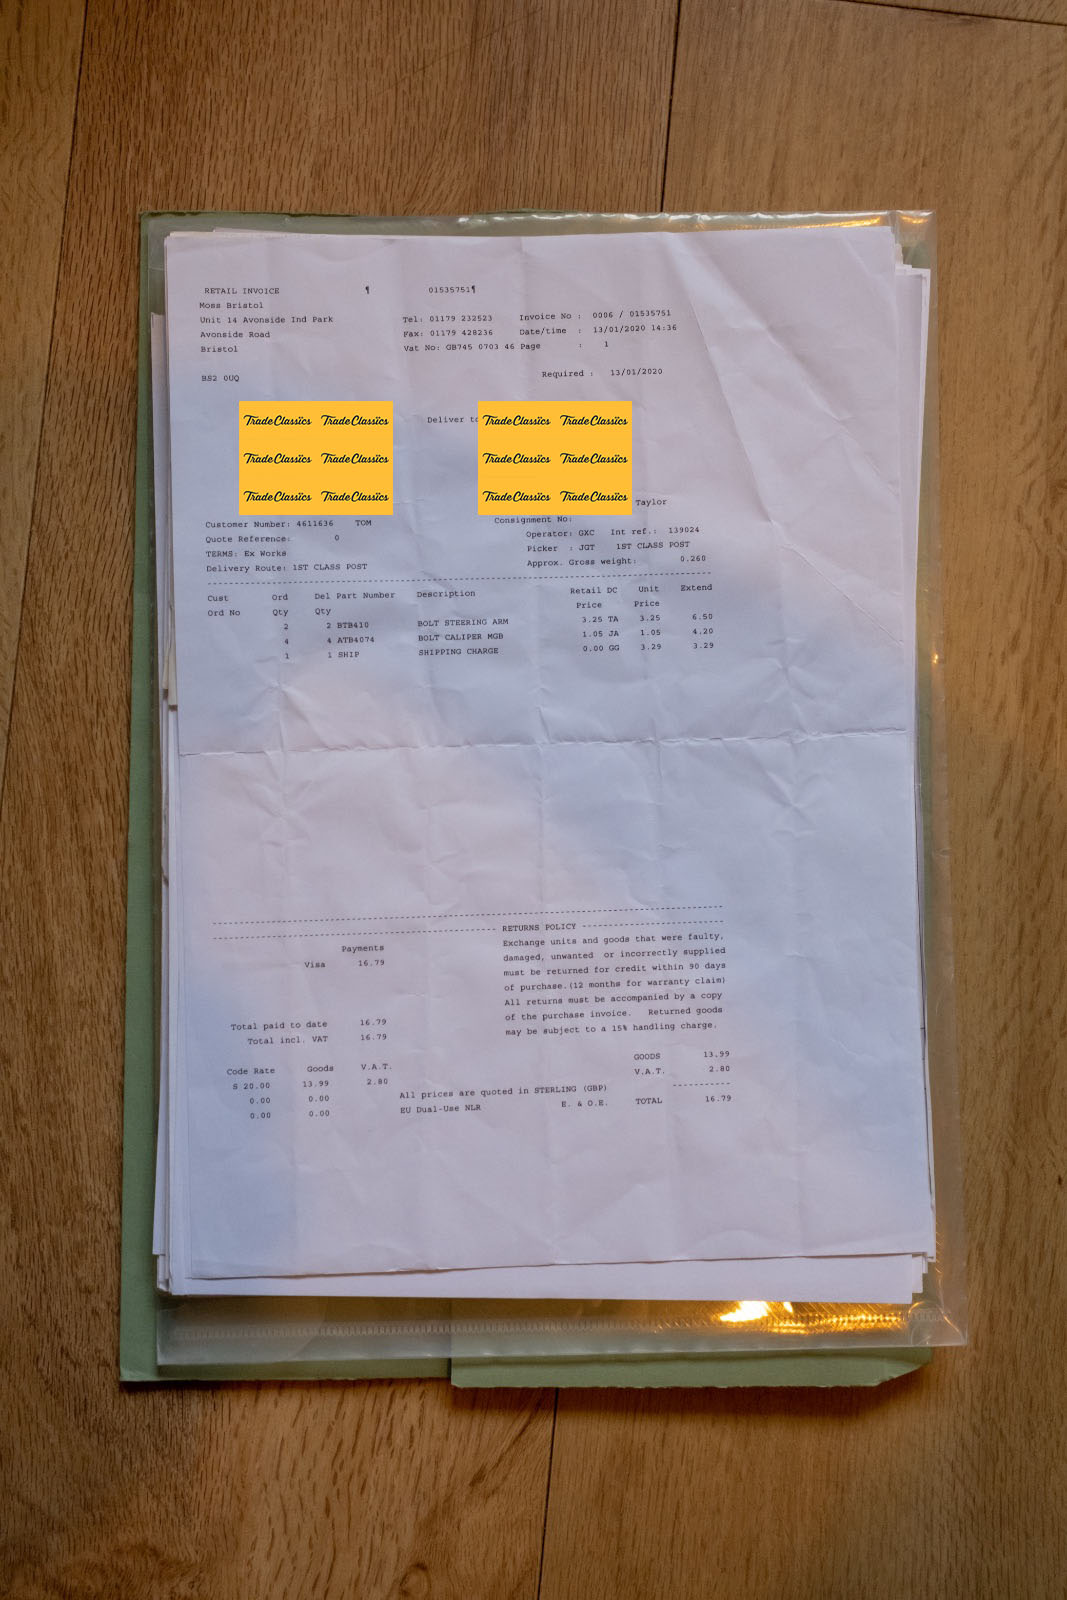 RETAIL INVOICE ¶ 01535751¶
Moss Bristol
Unit 14 Avonside Ind Park Tel: 01179 232523 Invoice No : 0006 / 01535751
Avonside Road Fax: 01179 428236 Date/time : 13/01/2020 14:36
Bristol Vat No: GB745 0703 46 Page : 1
BS2 0UQ Required : 13/01/2020
Deliver to
TradeClassics TradeClassics TradeClassics TradeClassics
TradeClassics TradeClassics TradeClassics TradeClassics
TradeClassics TradeClassics TradeClassics TradeClassics
Taylor
Customer Number: 4611636 TOM Consignment No:
Quote Reference: 0 Operator: GXC Int ref.: 139024
TERMS: Ex Works Picker : JGT 1ST CLASS POST
Delivery Route: 1ST CLASS POST Approx. Gross weight: 0.260
Cust Ord Del Part Number Description Retail DC Unit Extend
Ord No Qty Qty Price Price
2 2 BTB410 BOLT STEERING ARM 3.25 TA 3.25 6.50
4 4 ATB4074 BOLT CALIPER MGB 1.05 JA 1.05 4.20
1 1 SHIP SHIPPING CHARGE 0.00 GG 3.29 3.29
RETURNS POLICY
Payments
Visa 16.79
Exchange units and goods that were faulty,
damaged, unwanted or incorrectly supplied
must be returned for credit within 90 days
of purchase.(12 months for warranty claim)
All returns must be accompanied by a copy
of the purchase invoice. Returned goods
may be subject to a 15% handling charge.
Total paid to date 16.79
Total incl. VAT 16.79
GOODS 13.99
V.A.T. 2.80
Code Rate Goods V.A.T.
S 20.00 13.99 2.80
0.00 0.00 All prices are quoted in STERLING (GBP)
0.00 0.00 EU Dual-Use NLR E. & O.E. TOTAL 16.79